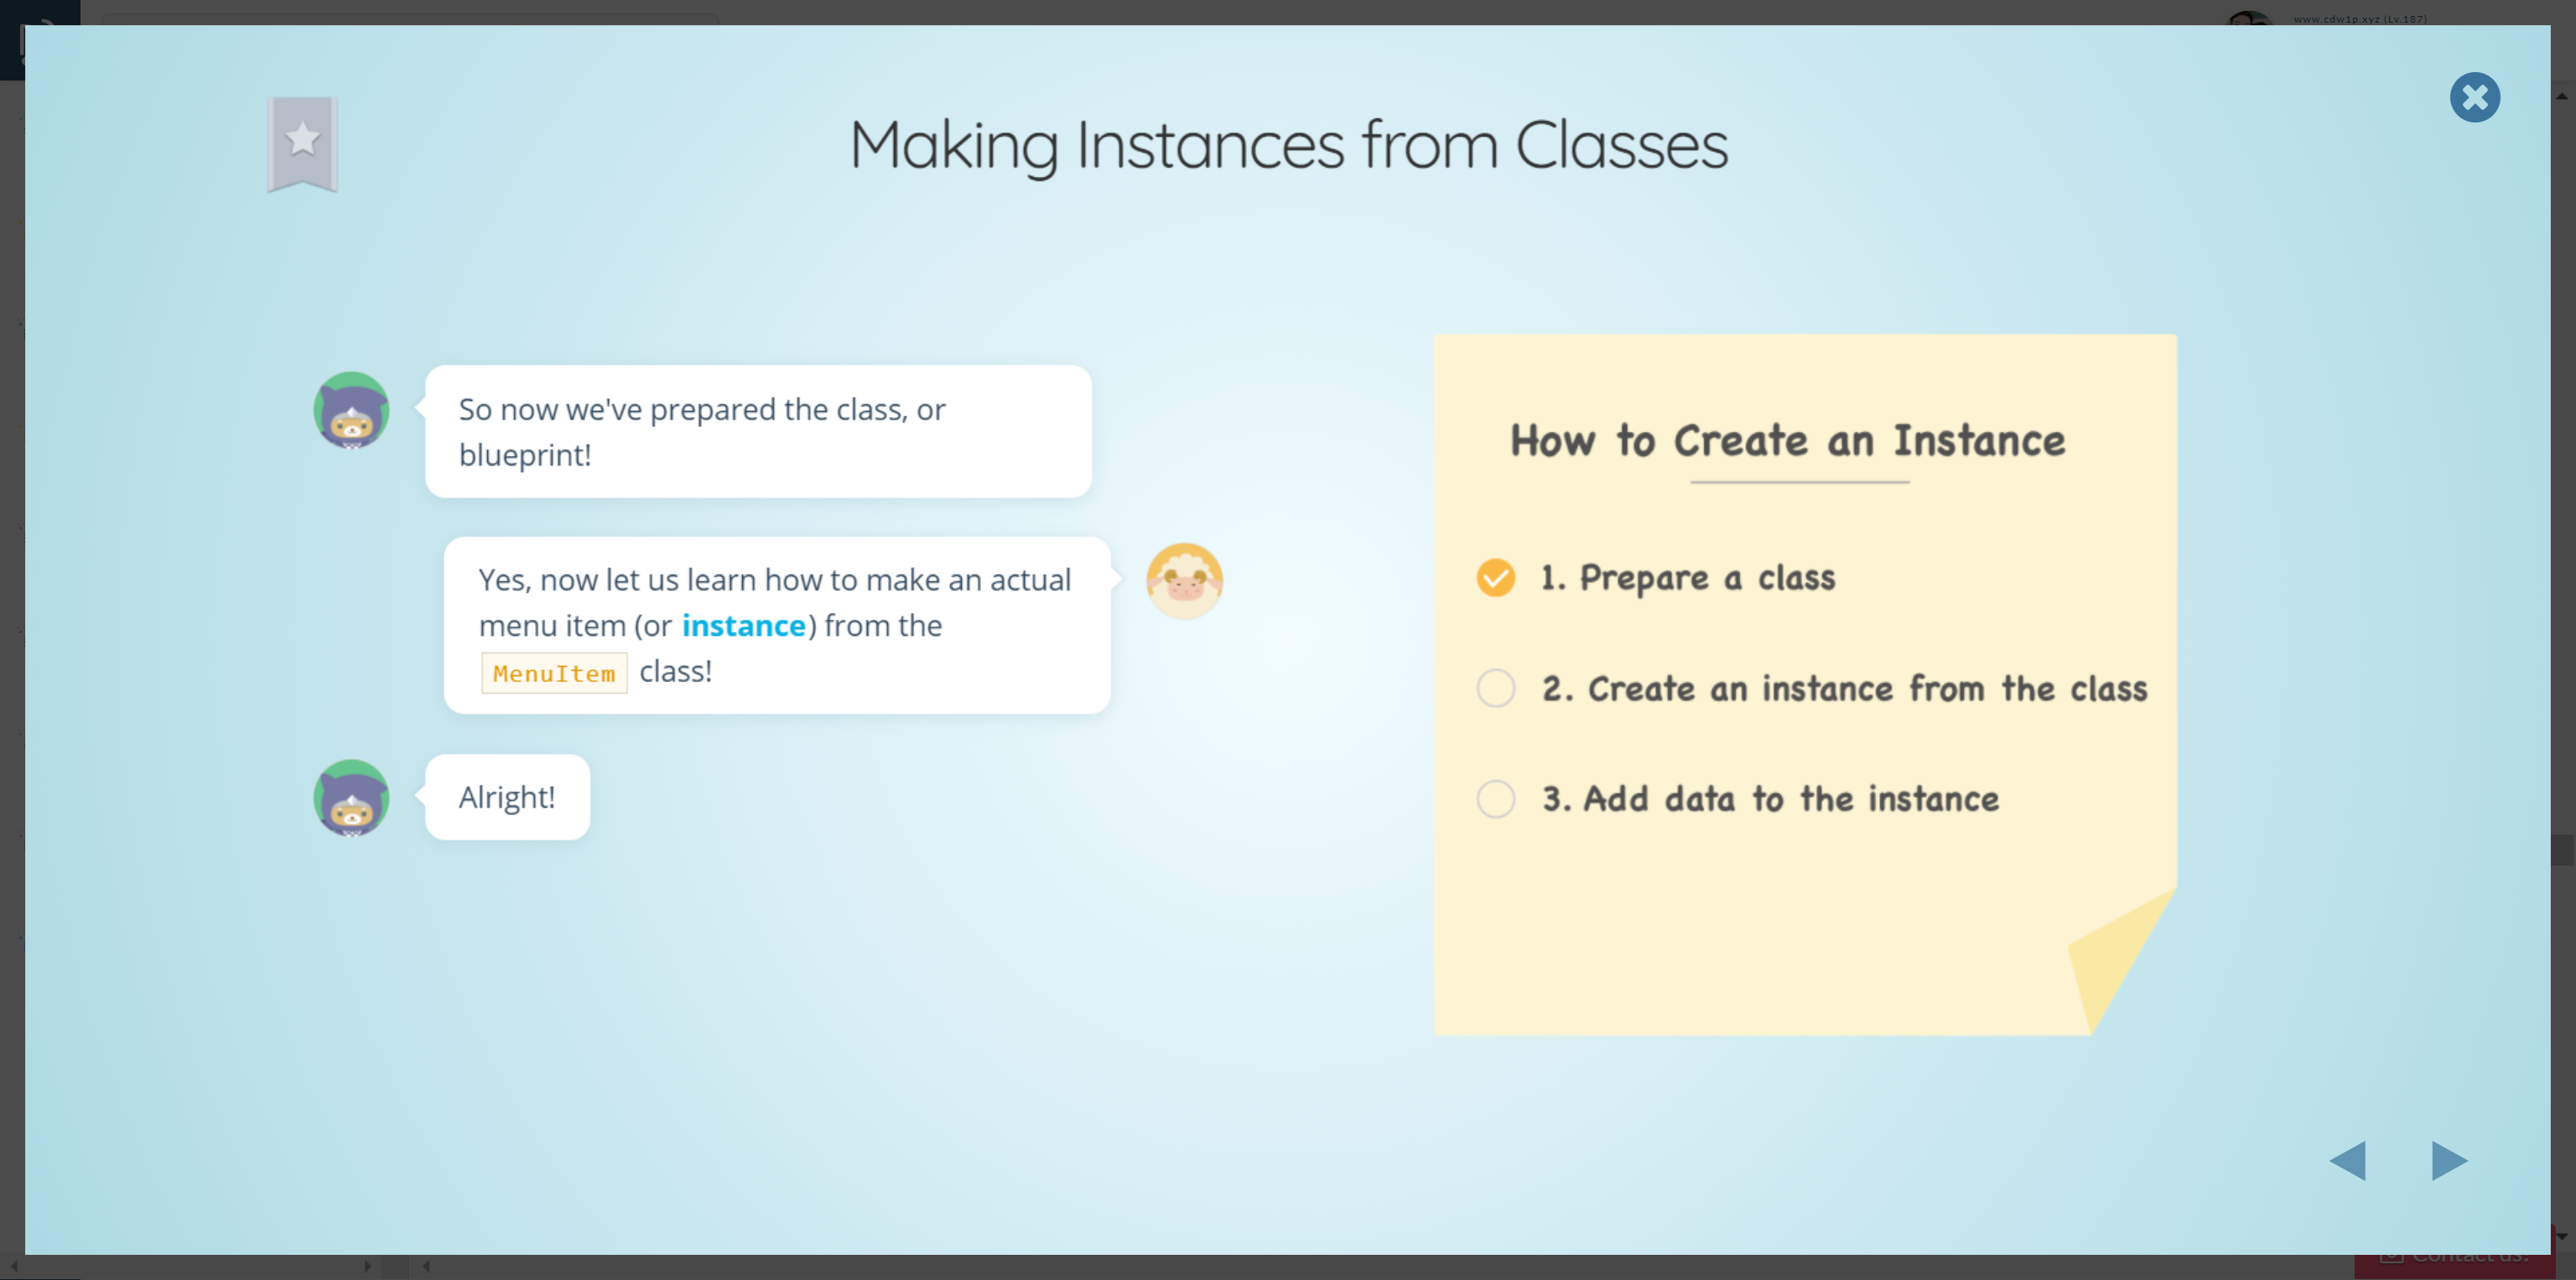 www.cdw1p.xyz (Lv.187)
Making Instances from Classes
So now we've prepared the class, or
blueprint!
Yes, now let us learn how to make an actual
menu item (or instance) from the
MenuItem class!
Alright!
How to Create an Instance
1. Prepare a class
2. Create an instance from the class
3. Add data to the instance
Contact us!